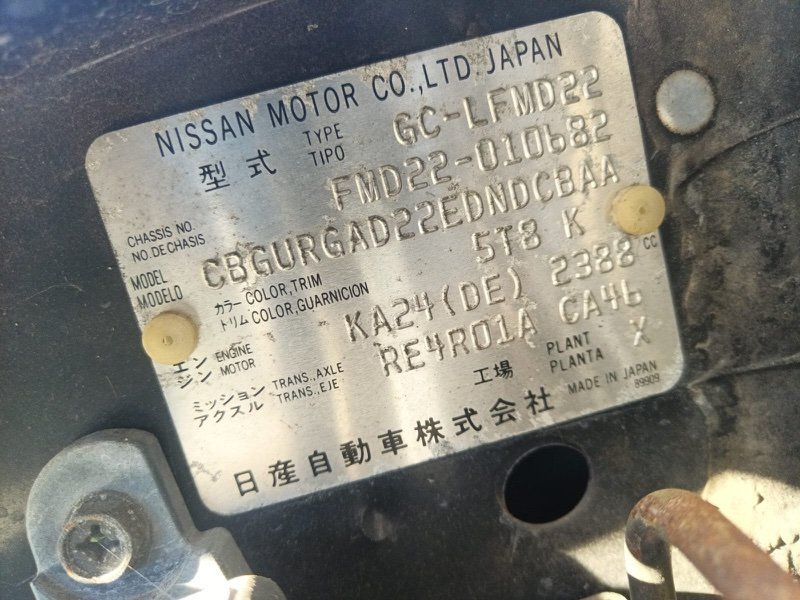 NISSAN MOTOR CO.,LTD. JAPAN
型式 TYPE TIPO GC-LFMD22
CHASSIS NO. NO.DE CHASIS FMD22-010682
MODEL MODELO CBGURGAD22EDNDCBAA
カラー COLOR,TRIM トリム COLOR,GUARNICION 5T8 K
エンジン ENGINE MOTOR KA24(DE) 2388 CC
ミッション TRANS.,AXLE アクスル TRANS.,EJE RE4R01A CA46
工場 PLANT PLANTA X
日産自動車株式会社 MADE IN JAPAN
89909